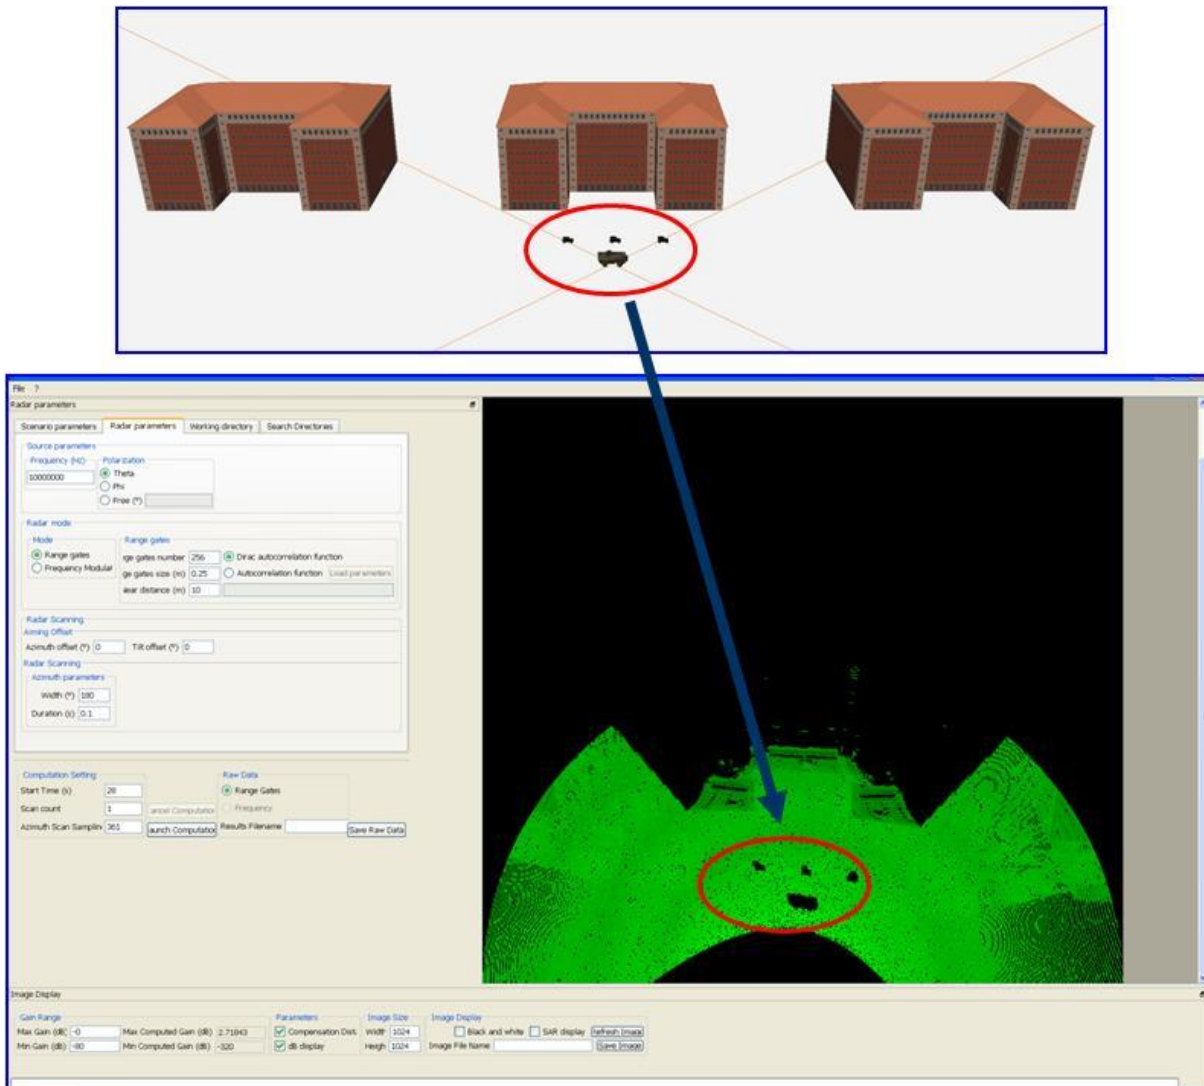 File ?
Radar parameters
Scenario parameters Radar parameters Working directory Search Directories
Source parameters
Frequency (Hz) Polarization
10000000 Theta
Phi
Free (°)
Radar mode
Mode Range gates
Range gates ge gates number 256 Dirac autocorrelation function
Frequency Modulat ge gates size (m) 0.25 Autocorrelation function Load parameters
ear distance (m) 10
Radar Scanning
Aiming Offset
Azimuth offset (°) 0 Tilt offset (°) 0
Radar Scanning
Azimuth parameters
Width (°) 180
Duration (s) 0.1
Computation Setting Raw Data
Start Time (s) 28 Range Gates
Scan count 1 ancel Computation Frequency
Azimuth Scan Sampling 361 aunch Computation Results Filename Save Raw Data
Image Display
Gain Range Parameters Image Size Image Display
Max Gain (dB) -0 Max Computed Gain (dB) 2.71843 Compensation Dist. Width 1024 Black and white SAR display Refresh Image
Min Gain (dB) -80 Min Computed Gain (dB) -320 dB display Heigh 1024 Image File Name Save Image